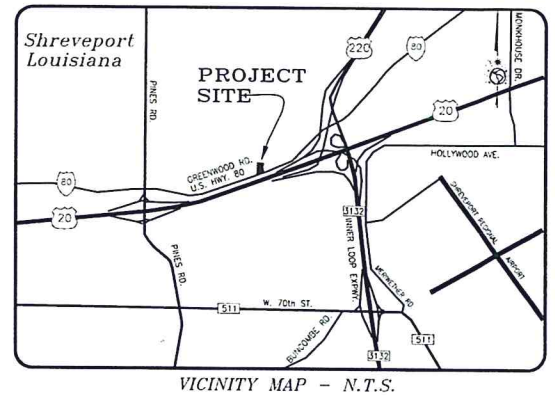 Shreveport
Louisiana
PROJECT
SITE
PINES RD.
220
80
20
MONKHOUSE DR.
GREENWOOD RD.
U.S. HWY. 80
HOLLYWOOD AVE.
80
20
3132
INNER LOOP EXPWY.
SHREVEPORT REGIONAL
AIRPORT
PINES RD.
MERIWETHER RD
511
W. 70th ST.
BUNCOMBE RD.
3132
511
VICINITY MAP - N.T.S.